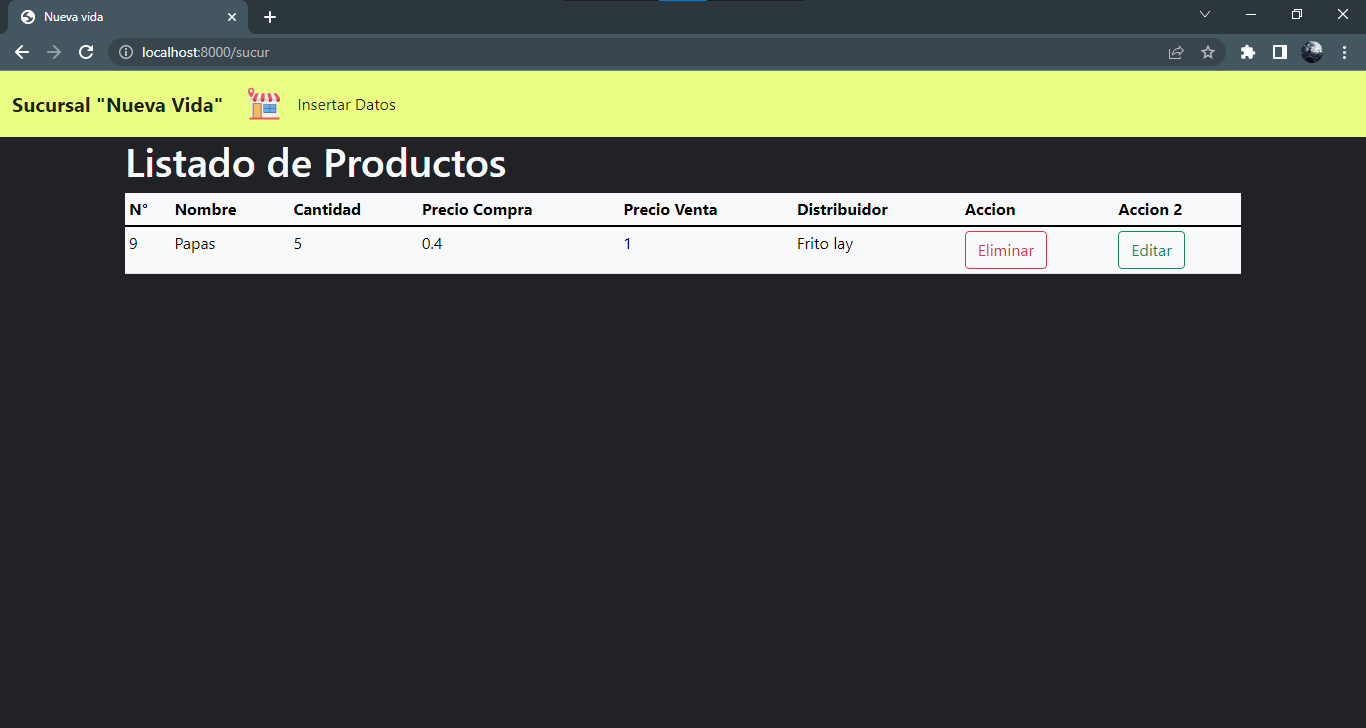 Nueva vida
localhost:8000/sucur
Sucursal "Nueva Vida" Insertar Datos
Listado de Productos
N° Nombre Cantidad Precio Compra Precio Venta Distribuidor Accion Accion 2
9 Papas 5 0.4 1 Frito lay Eliminar Editar